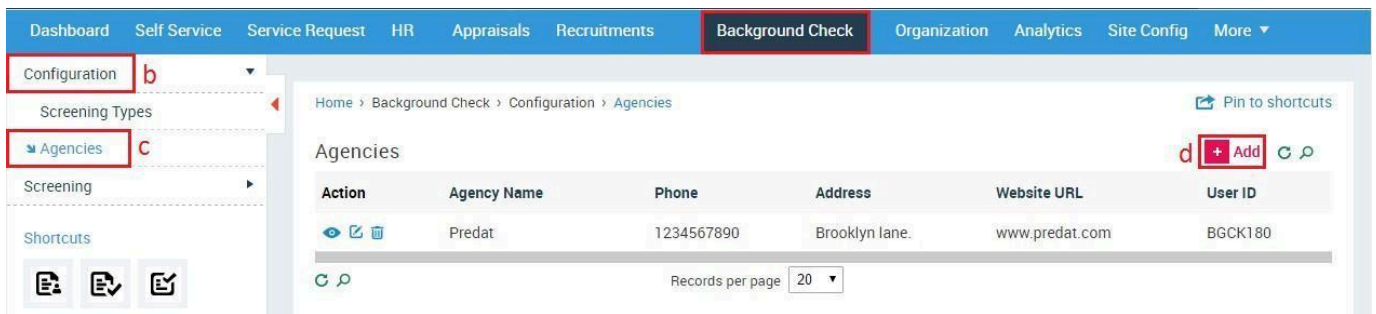 Dashboard Self Service Service Request HR Appraisals Recruitments Background Check Organization Analytics Site Config More ▼
Configuration b
Screening Types
Agencies c
Screening
Shortcuts
Home › Background Check › Configuration › Agencies
Pin to shortcuts
Agencies
d + Add
Action Agency Name Phone Address Website URL User ID
Predat 1234567890 Brooklyn lane. www.predat.com BGCK180
Records per page 20 ▼